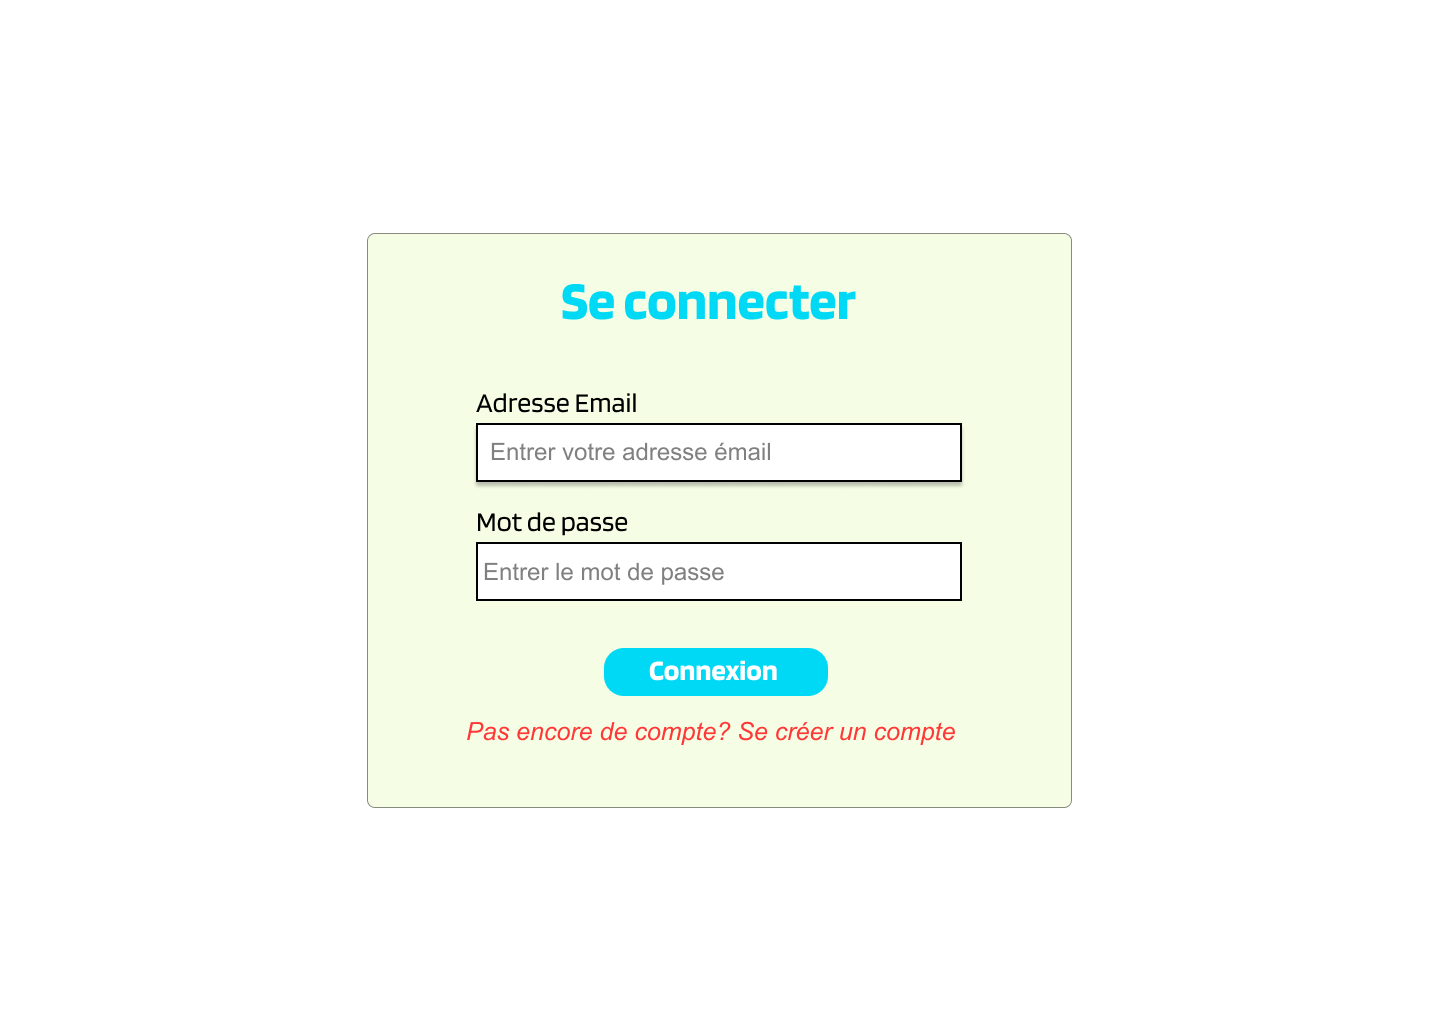 Se connecter
Adresse Email
Entrer votre adresse émail
Mot de passe
Entrer le mot de passe
Connexion
Pas encore de compte? Se créer un compte